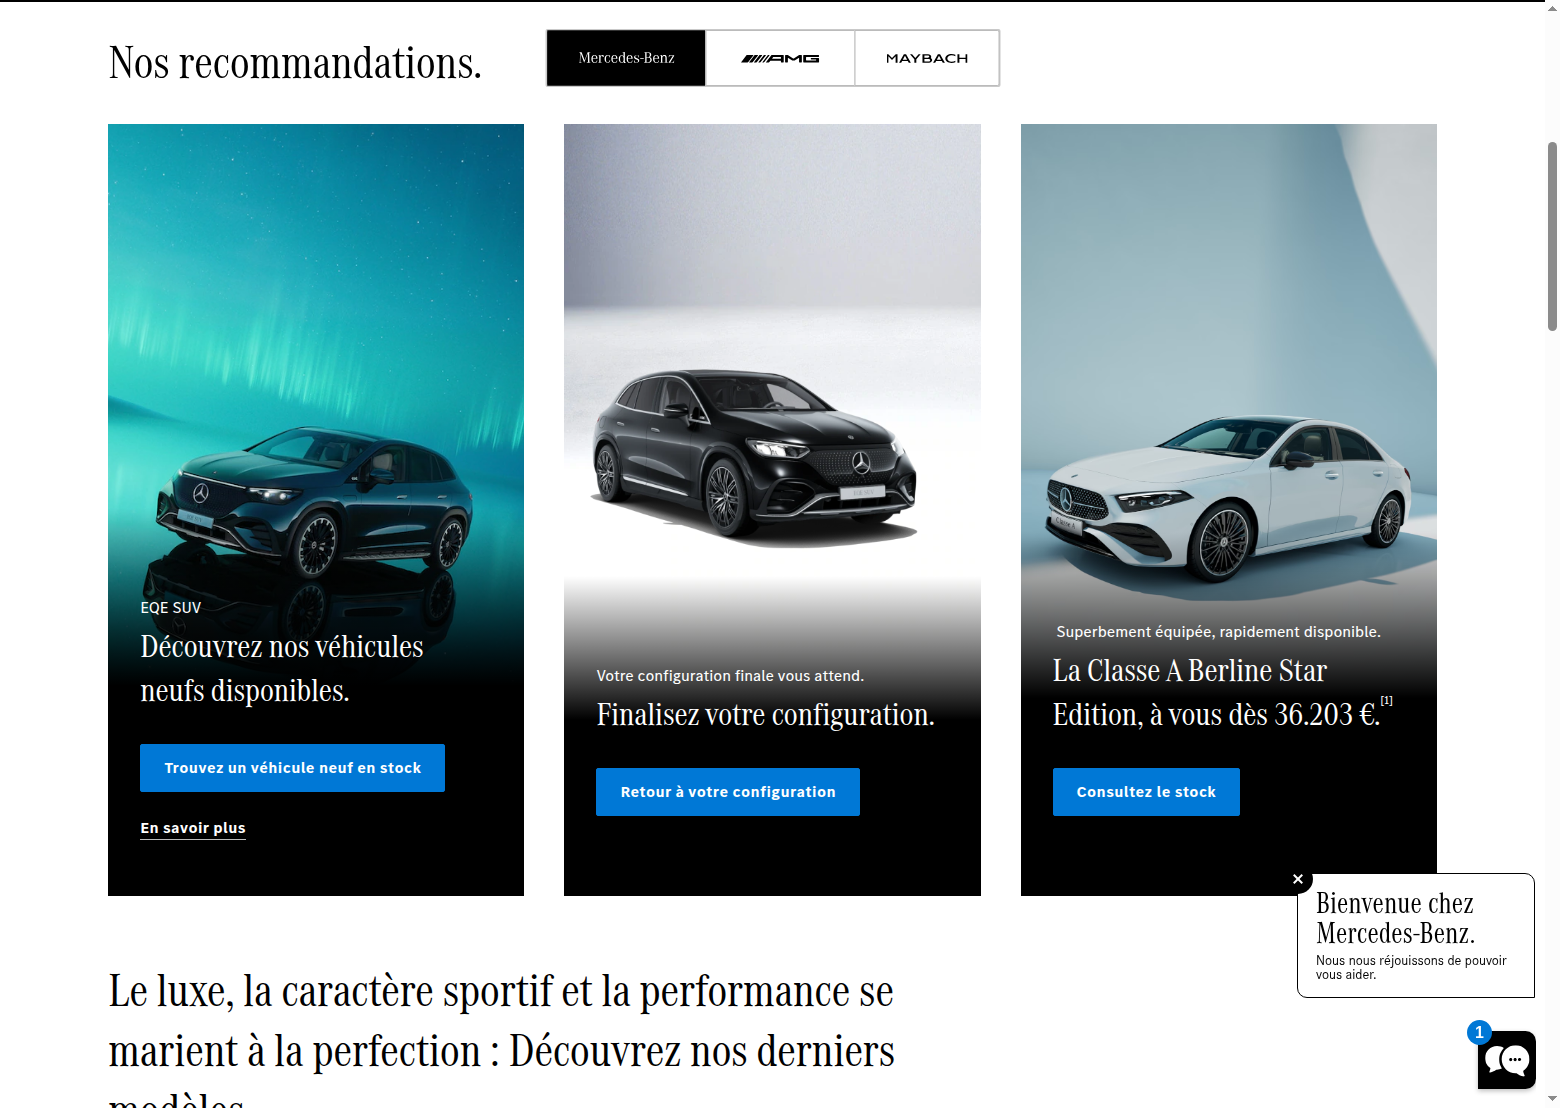 Nos recommandations.
Mercedes-Benz
AMG
MAYBACH
EQE SUV
Découvrez nos véhicules
neufs disponibles.
Trouvez un véhicule neuf en stock
En savoir plus
Votre configuration finale vous attend.
Finalisez votre configuration.
Retour à votre configuration
Superbement équipée, rapidement disponible.
La Classe A Berline Star
Edition, à vous dès 36.203 €.[1]
Consultez le stock
Bienvenue chez
Mercedes-Benz.
Nous nous réjouissons de pouvoir
vous aider.
1
Le luxe, la caractère sportif et la performance se
marient à la perfection : Découvrez nos derniers
modèles